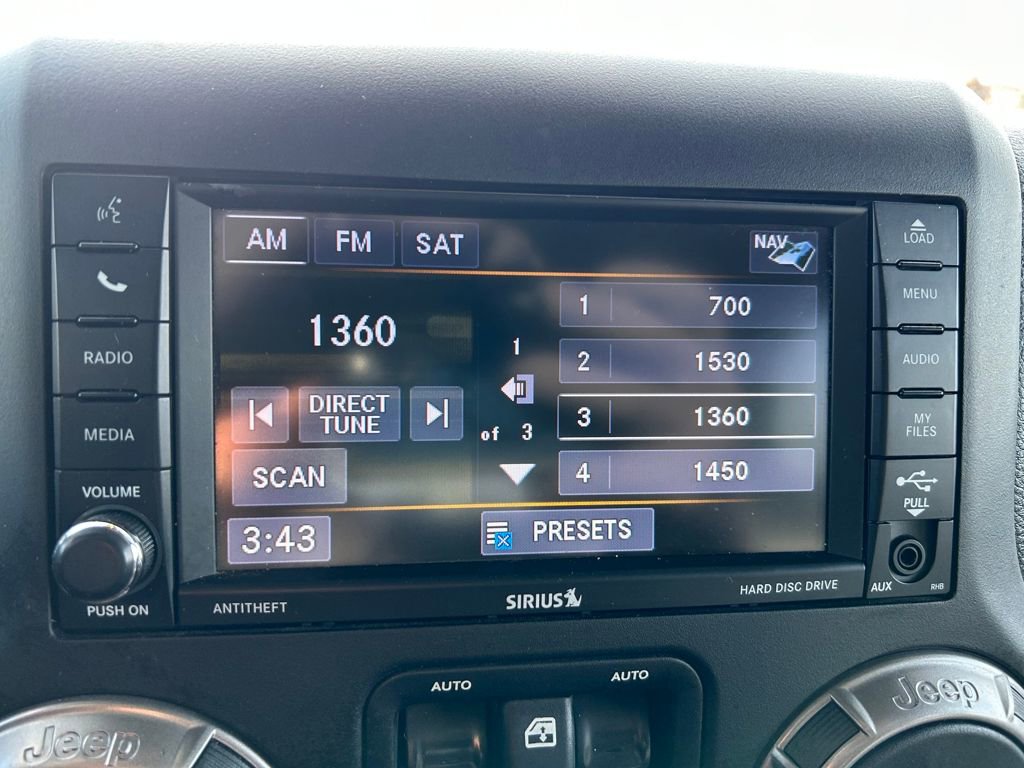 RADIO
MEDIA
VOLUME
PUSH ON
AM FM SAT NAV
1360
DIRECT
TUNE
SCAN
3:43
1
of 3
1 700
2 1530
3 1360
4 1450
PRESETS
LOAD
MENU
AUDIO
MY
FILES
PULL
AUX RHB
ANTITHEFT
SIRIUS
HARD DISC DRIVE
AUTO AUTO
Jeep
Jeep